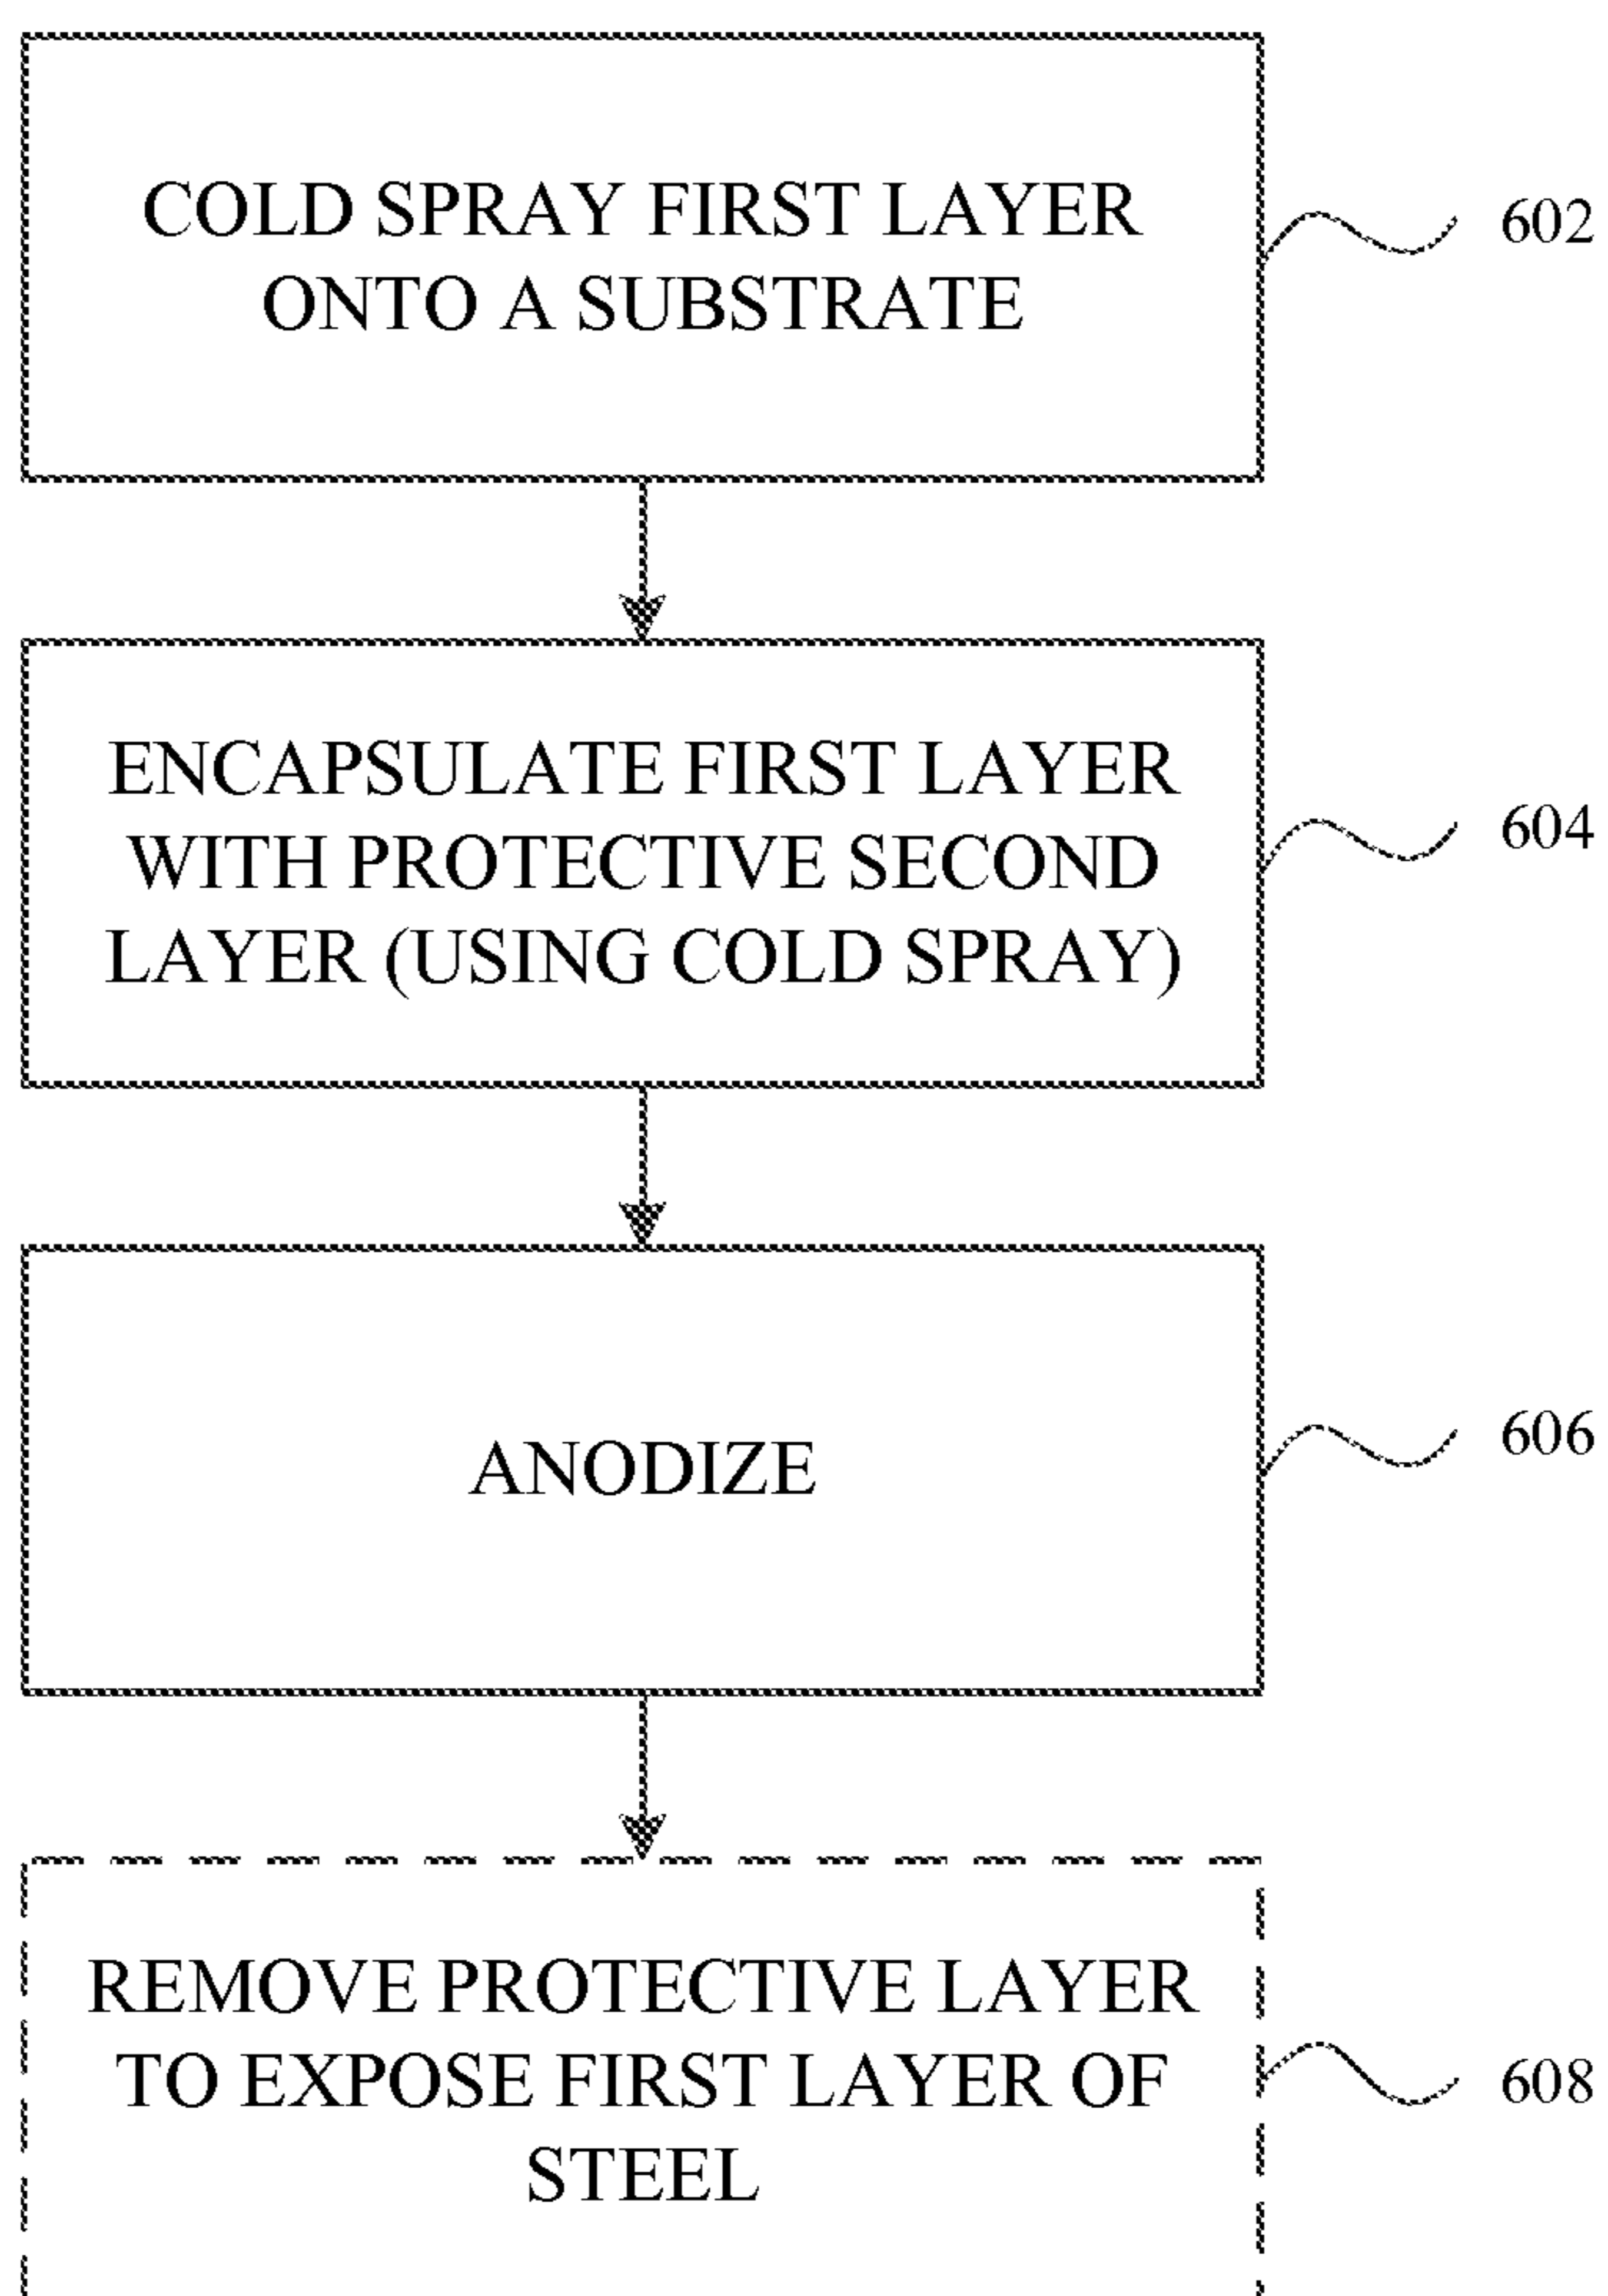 COLD SPRAY FIRST LAYER
ONTO A SUBSTRATE
602
ENCAPSULATE FIRST LAYER
WITH PROTECTIVE SECOND
LAYER (USING COLD SPRAY)
604
ANODIZE
606
REMOVE PROTECTIVE LAYER
TO EXPOSE FIRST LAYER OF
STEEL
608